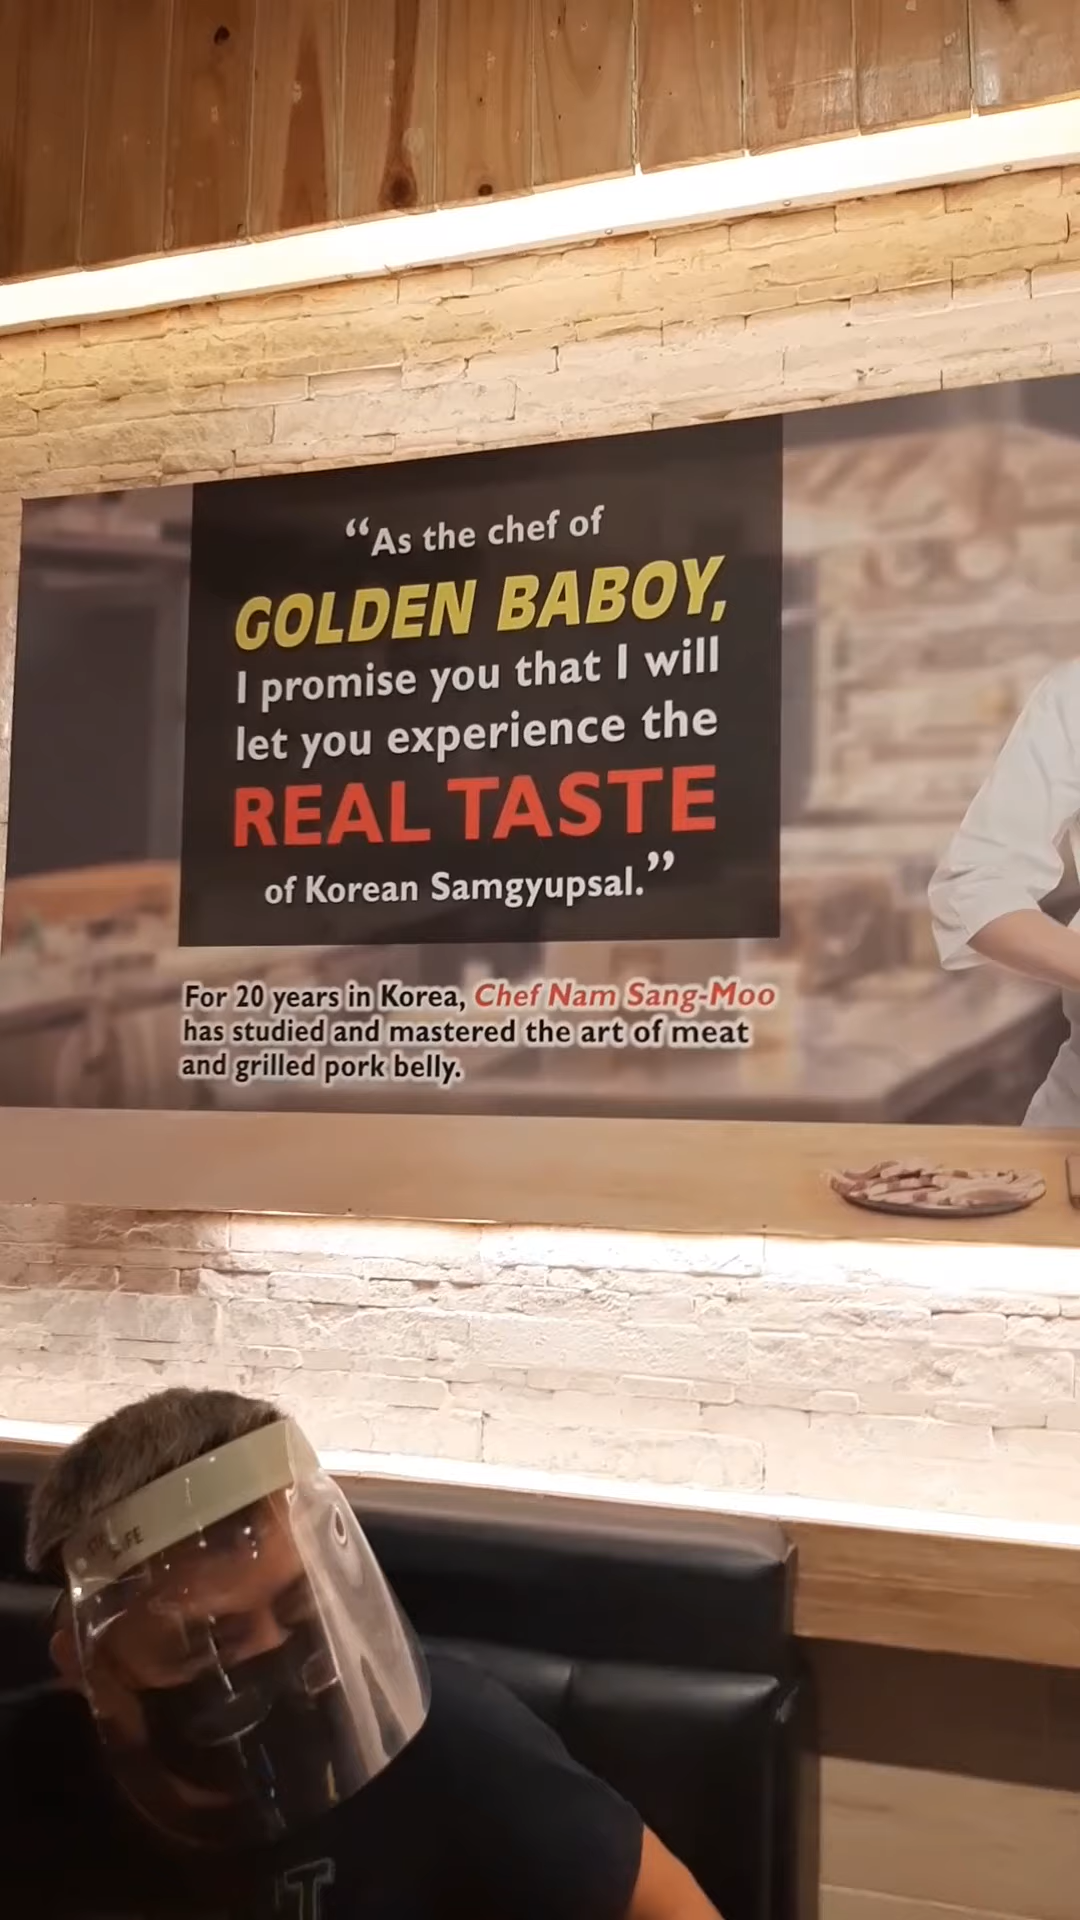 “As the chef of
GOLDEN BABOY,
I promise you that I will
let you experience the
REAL TASTE
of Korean Samgyupsal.”
For 20 years in Korea, Chef Nam Sang-Moo
has studied and mastered the art of meat
and grilled pork belly.
T